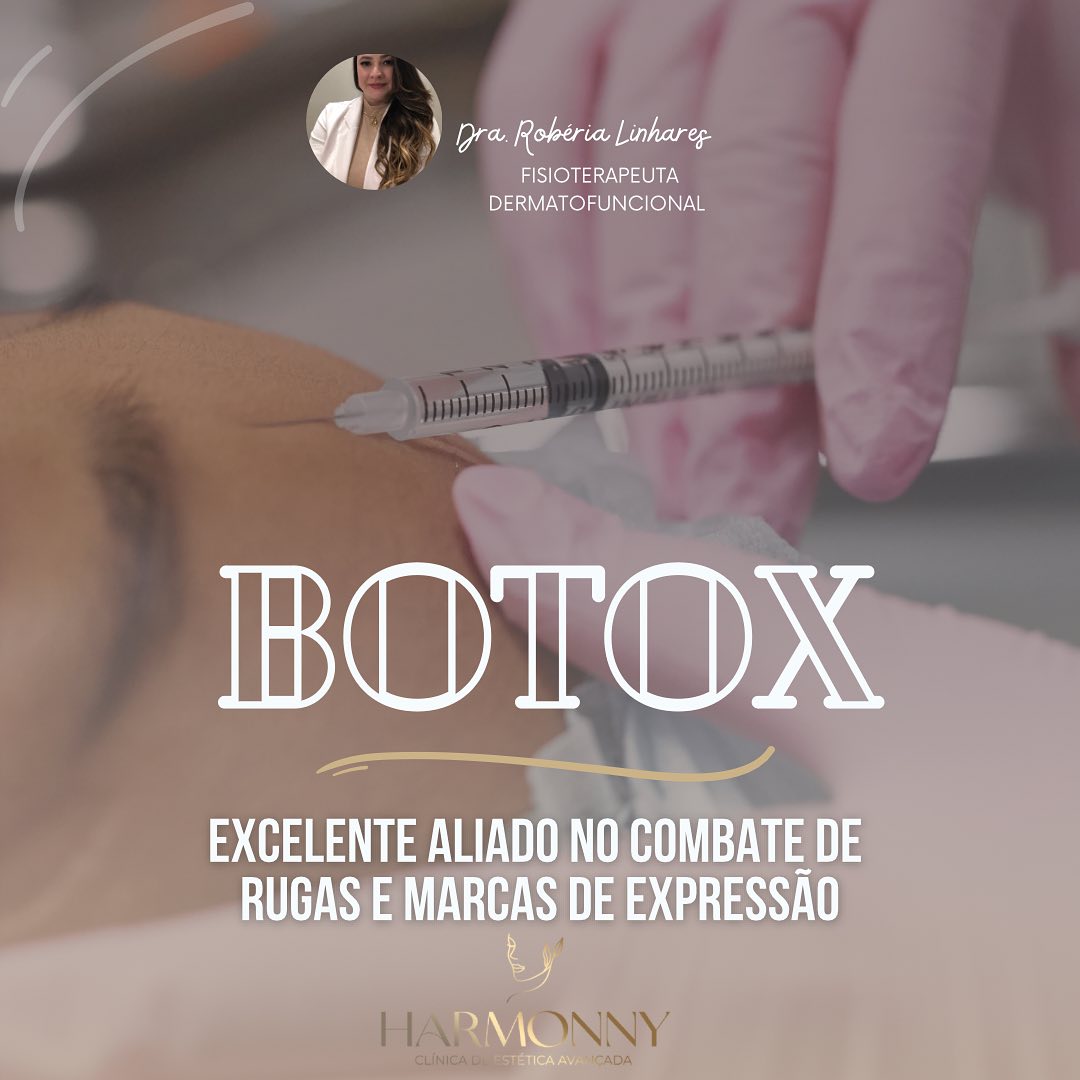 Dra. Robéria Linhares
FISIOTERAPEUTA
DERMATOFUNCIONAL
BOTOX
EXCELENTE ALIADO NO COMBATE DE
RUGAS E MARCAS DE EXPRESSÃO
HARMONNY
CLÍNICA DE ESTÉTICA AVANÇADA